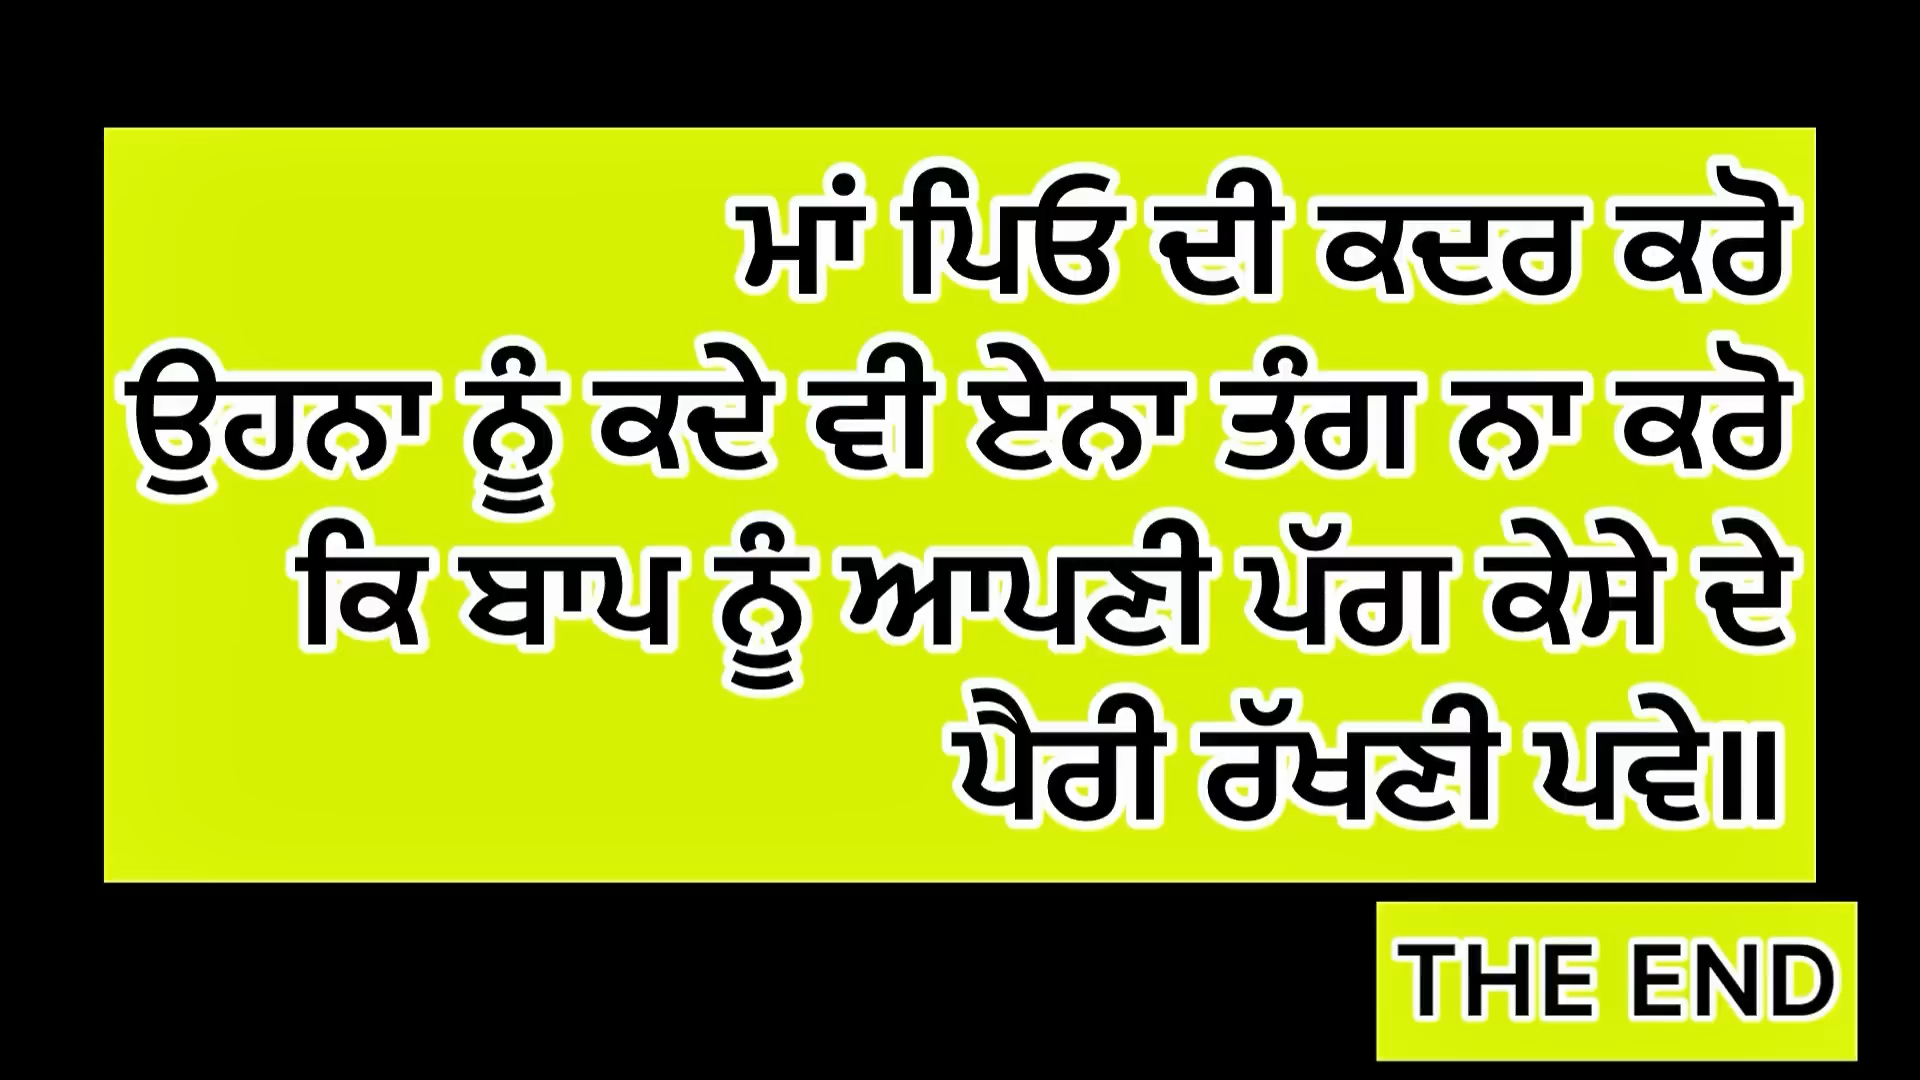 ਮਾਂ ਪਿਓ ਦੀ ਕਦਰ ਕਰੋ
ਉਹਨਾ ਨੂੰ ਕਦੇ ਵੀ ਏਨਾ ਤੰਗ ਨਾ ਕਰੋ
ਕਿ ਬਾਪ ਨੂੰ ਆਪਣੀ ਪੱਗ ਕੇਸੇ ਦੇ
ਪੈਰੀ ਰੱਖਣੀ ਪਵੇ॥
THE END